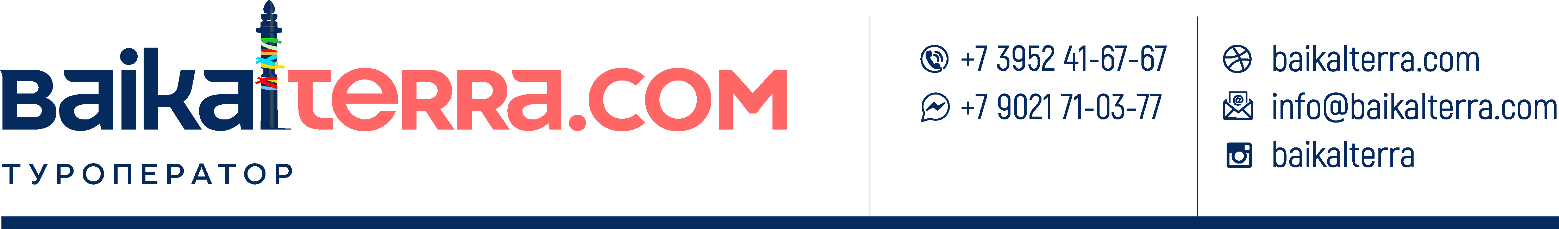 Baikalterra.com
ТУРОПЕРАТОР
+7 3952 41-67-67
+7 9021 71-03-77
baikalterra.com
info@baikalterra.com
baikalterra